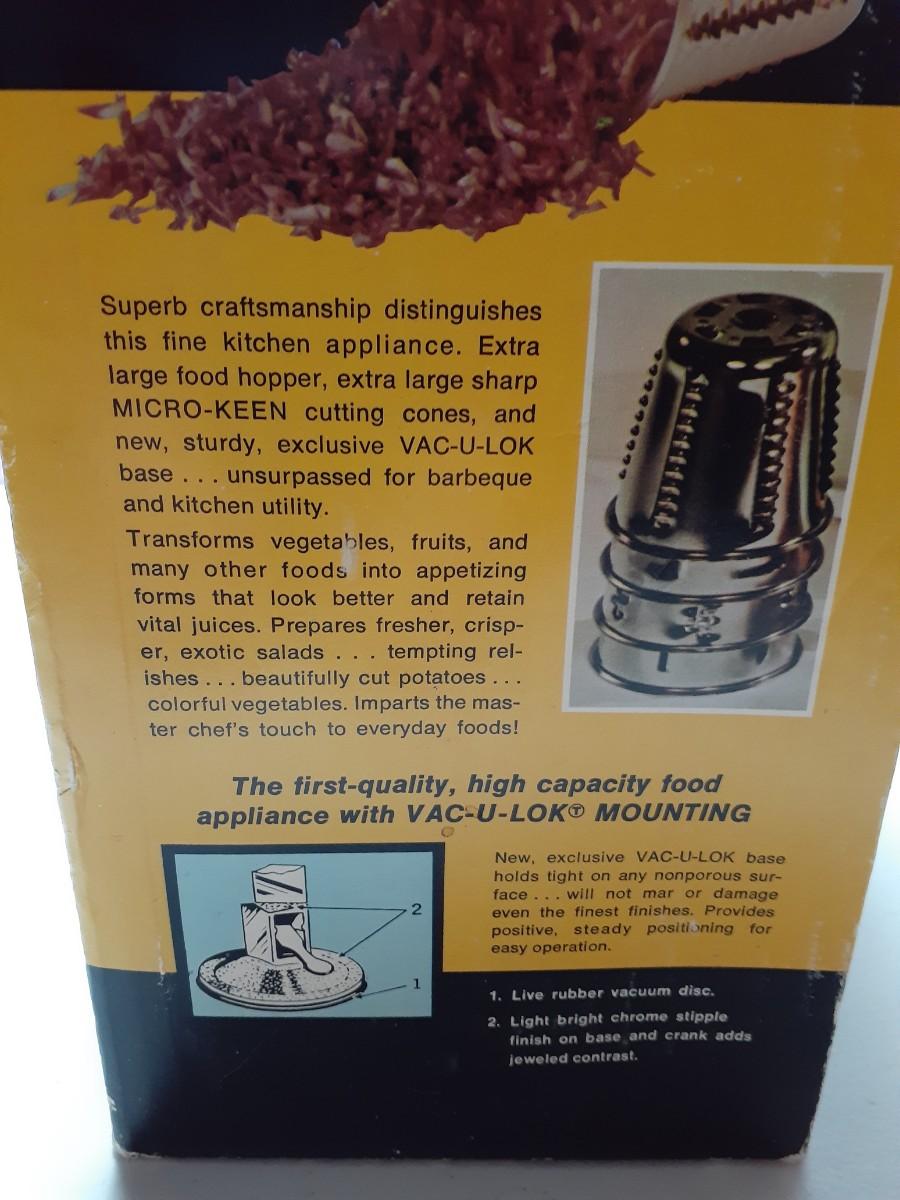 Superb craftsmanship distinguishes
this fine kitchen appliance. Extra
large food hopper, extra large sharp
MICRO-KEEN cutting cones, and
new, sturdy, exclusive VAC-U-LOK
base . . . unsurpassed for barbeque
and kitchen utility.
Transforms vegetables, fruits, and
many other foods into appetizing
forms that look better and retain
vital juices. Prepares fresher, crisp-
er, exotic salads . . . tempting rel-
ishes . . . beautifully cut potatoes . . .
colorful vegetables. Imparts the mas-
ter chef's touch to everyday foods!
The first-quality, high capacity food
appliance with VAC-U-LOKⓉ MOUNTING
2
1
New, exclusive VAC-U-LOK base
holds tight on any nonporous sur-
face . . . will not mar or damage
even the finest finishes. Provides
positive, steady positioning for
easy operation.
1. Live rubber vacuum disc.
2. Light bright chrome stipple
finish on base and crank adds
jeweled contrast.